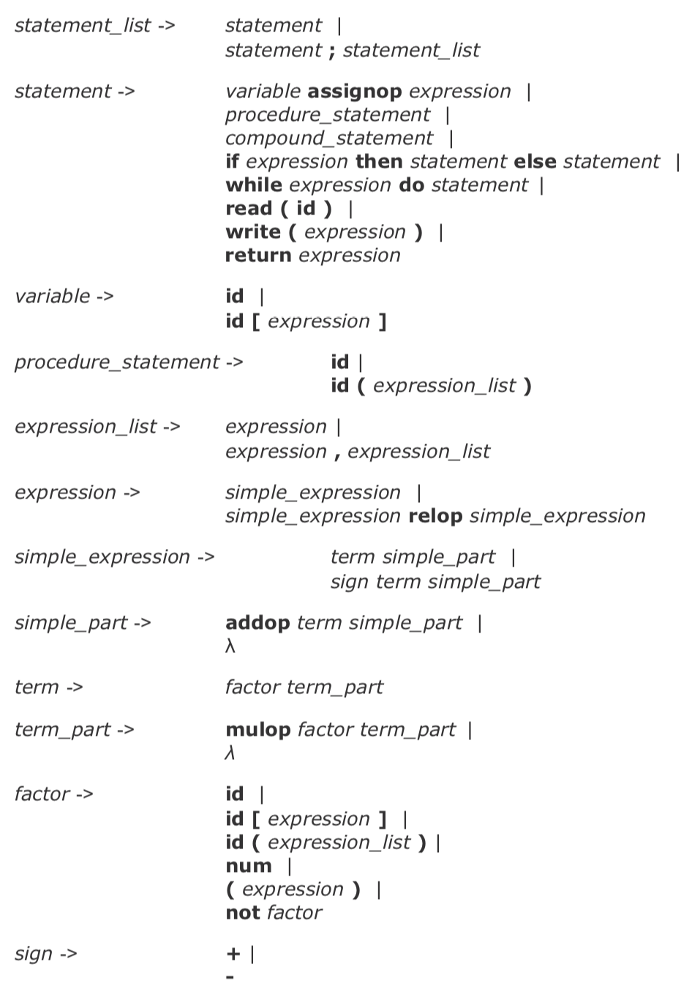 statement_list -> statement |
statement ; statement_list
statement -> variable assignop expression |
procedure_statement |
compound_statement |
if expression then statement else statement |
while expression do statement |
read ( id ) |
write ( expression ) |
return expression
variable -> id |
id [ expression ]
procedure_statement -> id |
id ( expression_list )
expression_list -> expression |
expression , expression_list
expression -> simple_expression |
simple_expression relop simple_expression
simple_expression -> term simple_part |
sign term simple_part
simple_part -> addop term simple_part |
λ
term -> factor term_part
term_part -> mulop factor term_part |
λ
factor -> id |
id [ expression ] |
id ( expression_list ) |
num |
( expression ) |
not factor
sign -> + |
-